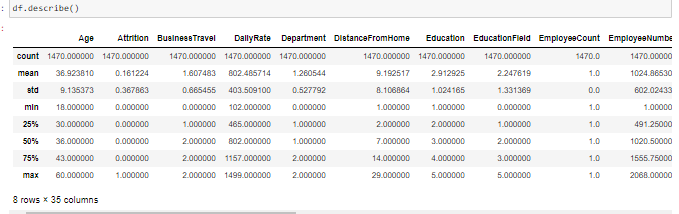 : df.describe()
:
Age Attrition BusinessTravel DailyRate Department DistanceFromHome Education EducationField EmployeeCount EmployeeNumbe
count 1470.000000 1470.000000 1470.000000 1470.000000 1470.000000 1470.000000 1470.000000 1470.000000 1470.0 1470.00000
mean 36.923810 0.161224 1.607483 802.485714 1.260544 9.192517 2.912925 2.247619 1.0 1024.86530
std 9.135373 0.367863 0.665455 403.509100 0.527792 8.106864 1.024165 1.331369 0.0 602.02433
min 18.000000 0.000000 0.000000 102.000000 0.000000 1.000000 1.000000 0.000000 1.0 1.00000
25% 30.000000 0.000000 1.000000 465.000000 1.000000 2.000000 2.000000 1.000000 1.0 491.25000
50% 36.000000 0.000000 2.000000 802.000000 1.000000 7.000000 3.000000 2.000000 1.0 1020.50000
75% 43.000000 0.000000 2.000000 1157.000000 2.000000 14.000000 4.000000 3.000000 1.0 1555.75000
max 60.000000 1.000000 2.000000 1499.000000 2.000000 29.000000 5.000000 5.000000 1.0 2068.00000
8 rows × 35 columns